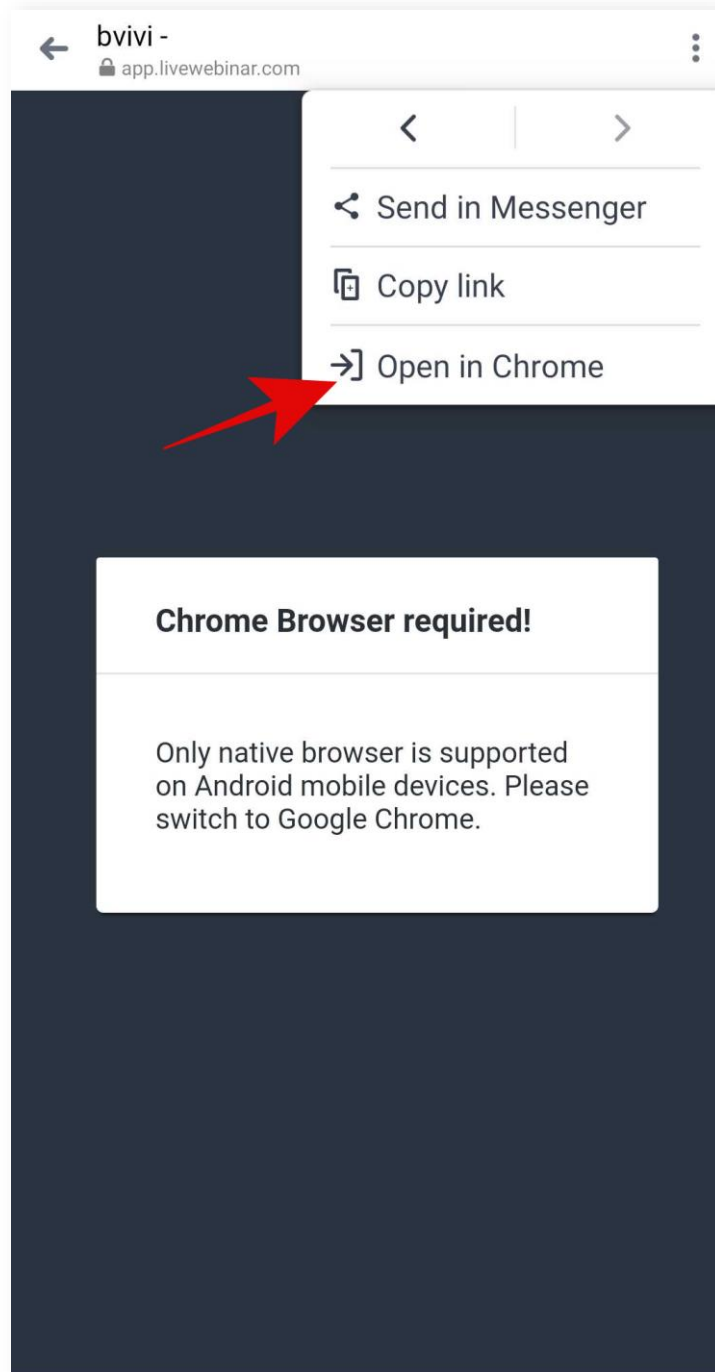 bvivi -
app.livewebinar.com
Send in Messenger
Copy link
Open in Chrome
Chrome Browser required!
Only native browser is supported
on Android mobile devices. Please
switch to Google Chrome.